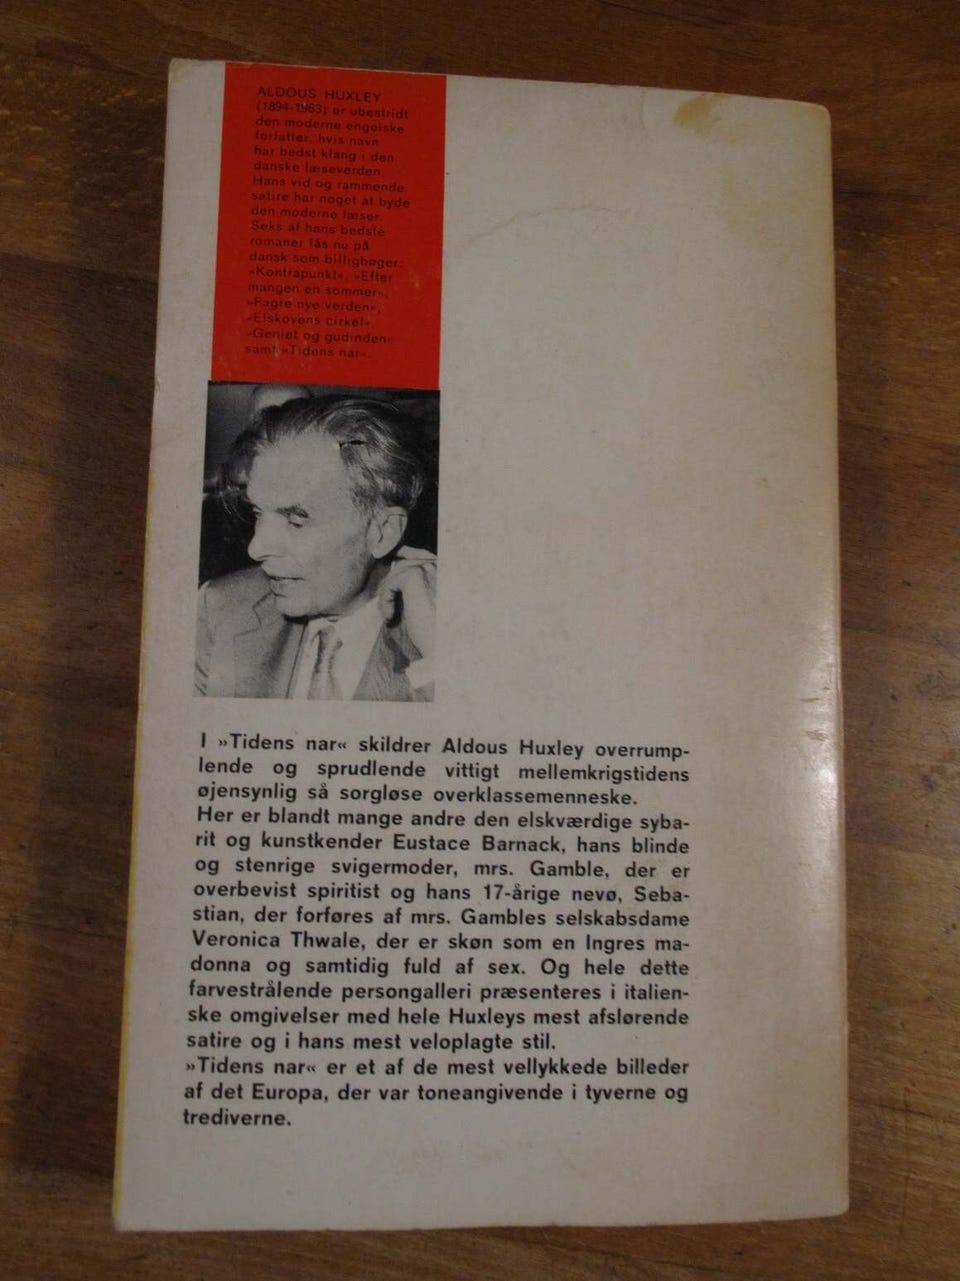 ALDOUS HUXLEY
(1894-1963) er ubestridt
den moderne engelske
forfatter, hvis navn
har bedst klang i den
danske læseverden.
Hans vid og rammende
satire har noget at byde
den moderne læser.
Seks af hans bedste
romaner fås nu på
dansk som billigbøger:
»Kontrapunkt«, »Efter
mangen en sommer«,
»Fagre nye verden«,
»Elskovens cirkel«,
»Geniet og gudinden«
samt »Tidens nar«.
I »Tidens nar« skildrer Aldous Huxley overrump-
lende og sprudlende vittigt mellemkrigstidens
øjensynlig så sorgløse overklassemenneske.
Her er blandt mange andre den elskværdige syba-
rit og kunstkender Eustace Barnack, hans blinde
og stenrige svigermoder, mrs. Gamble, der er
overbevist spiritist og hans 17-årige nevø, Seba-
stian, der forføres af mrs. Gambles selskabsdame
Veronica Thwale, der er skøn som en Ingres ma-
donna og samtidig fuld af sex. Og hele dette
farvestrålende persongalleri præsenteres i italien-
ske omgivelser med hele Huxleys mest afslørende
satire og i hans mest veloplagte stil.
»Tidens nar« er et af de mest vellykkede billeder
af det Europa, der var toneangivende i tyverne og
trediverne.